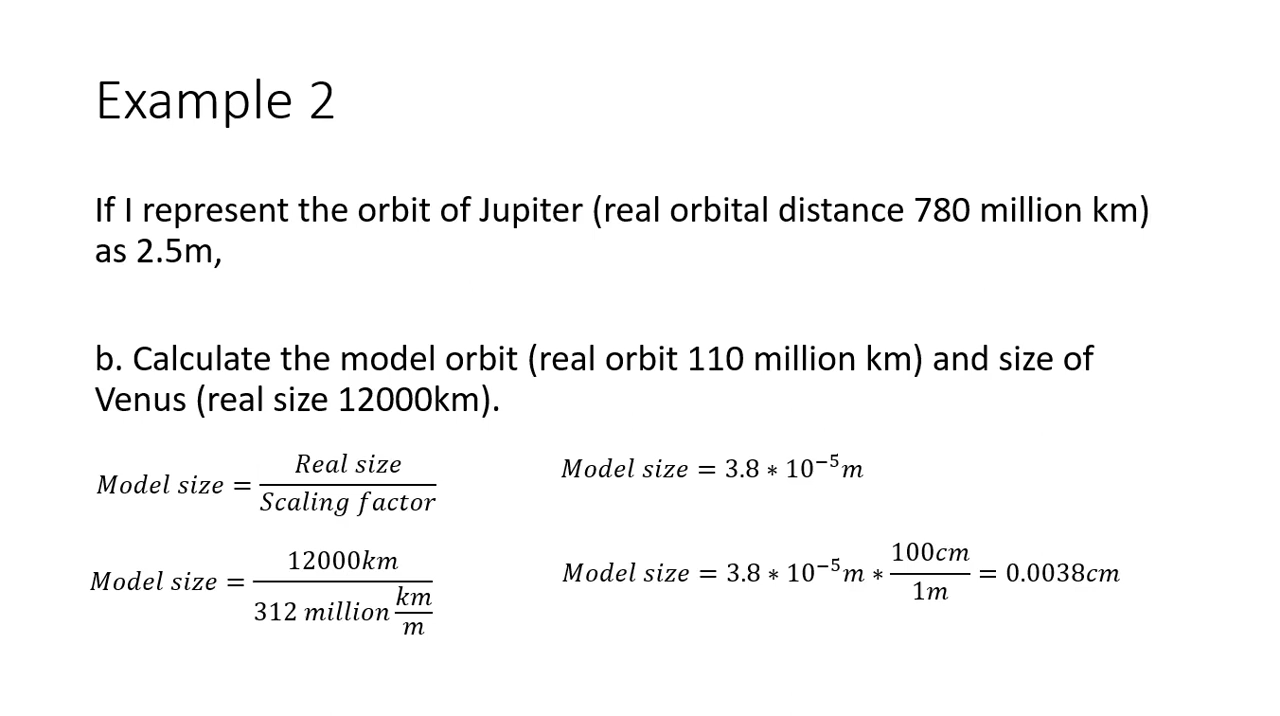 Example 2
If I represent the orbit of Jupiter (real orbital distance 780 million km)
as 2.5m,
b. Calculate the model orbit (real orbit 110 million km) and size of
Venus (real size 12000km).
Model size = Real size / Scaling factor
Model size = 12000km / 312 million km/m
Model size = 3.8 * 10⁻⁵m
Model size = 3.8 * 10⁻⁵m * 100cm / 1m = 0.0038cm